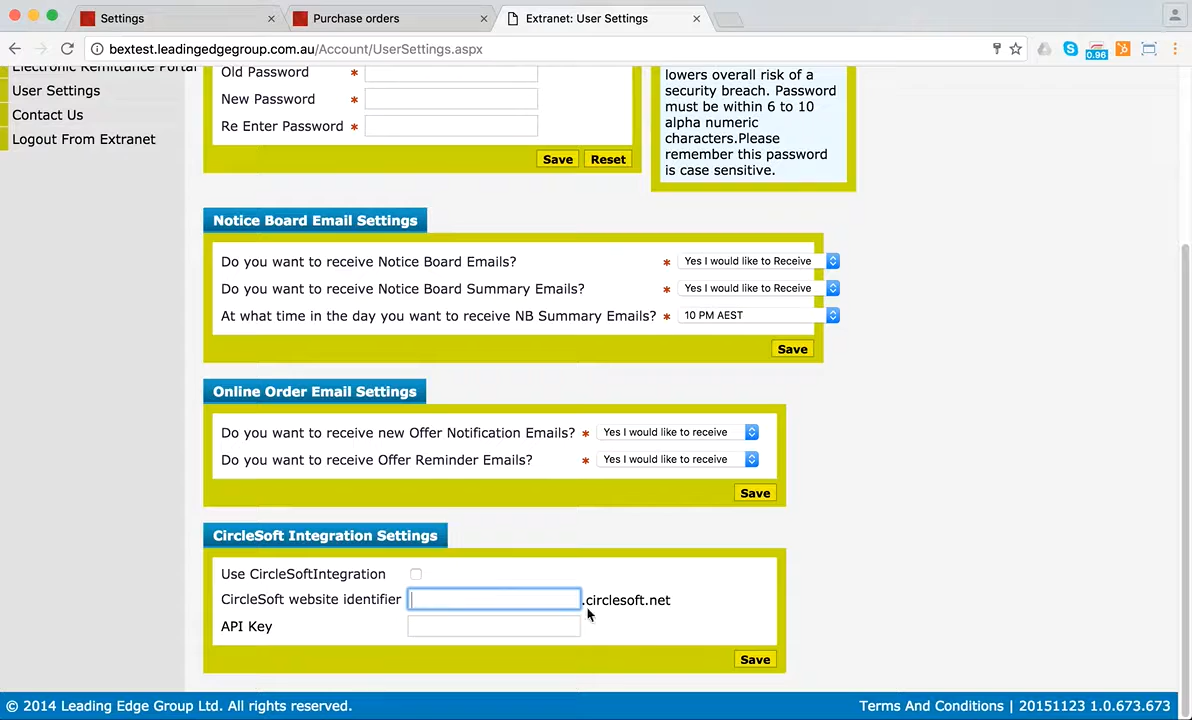 Settings
Purchase orders
Extranet: User Settings
bextest.leadingedgegroup.com.au/Account/UserSettings.aspx
0.96
Electronic Remittance Portal
User Settings
Contact Us
Logout From Extranet
Old Password *
New Password *
Re Enter Password *
Save Reset
lowers overall risk of a
security breach. Password
must be within 6 to 10
alpha numeric
characters.Please
remember this password
is case sensitive.
Notice Board Email Settings
Do you want to receive Notice Board Emails? * Yes I would like to Receive
Do you want to receive Notice Board Summary Emails? * Yes I would like to Receive
At what time in the day you want to receive NB Summary Emails? * 10 PM AEST
Save
Online Order Email Settings
Do you want to receive new Offer Notification Emails? * Yes I would like to receive
Do you want to receive Offer Reminder Emails? * Yes I would like to receive
Save
CircleSoft Integration Settings
Use CircleSoftIntegration
CircleSoft website identifier .circlesoft.net
API Key
Save
© 2014 Leading Edge Group Ltd. All rights reserved.
Terms And Conditions | 20151123 1.0.673.673